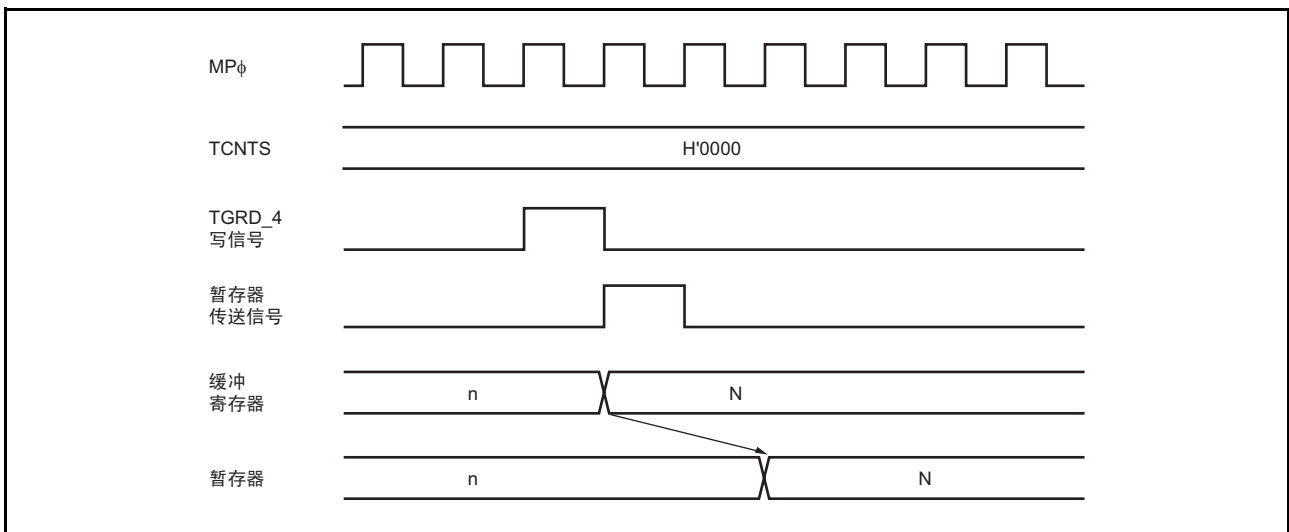 MPφ
TCNTS
H'0000
TGRD_4
写信号
暂存器
传送信号
缓冲
寄存器
n
N
暂存器
n
N